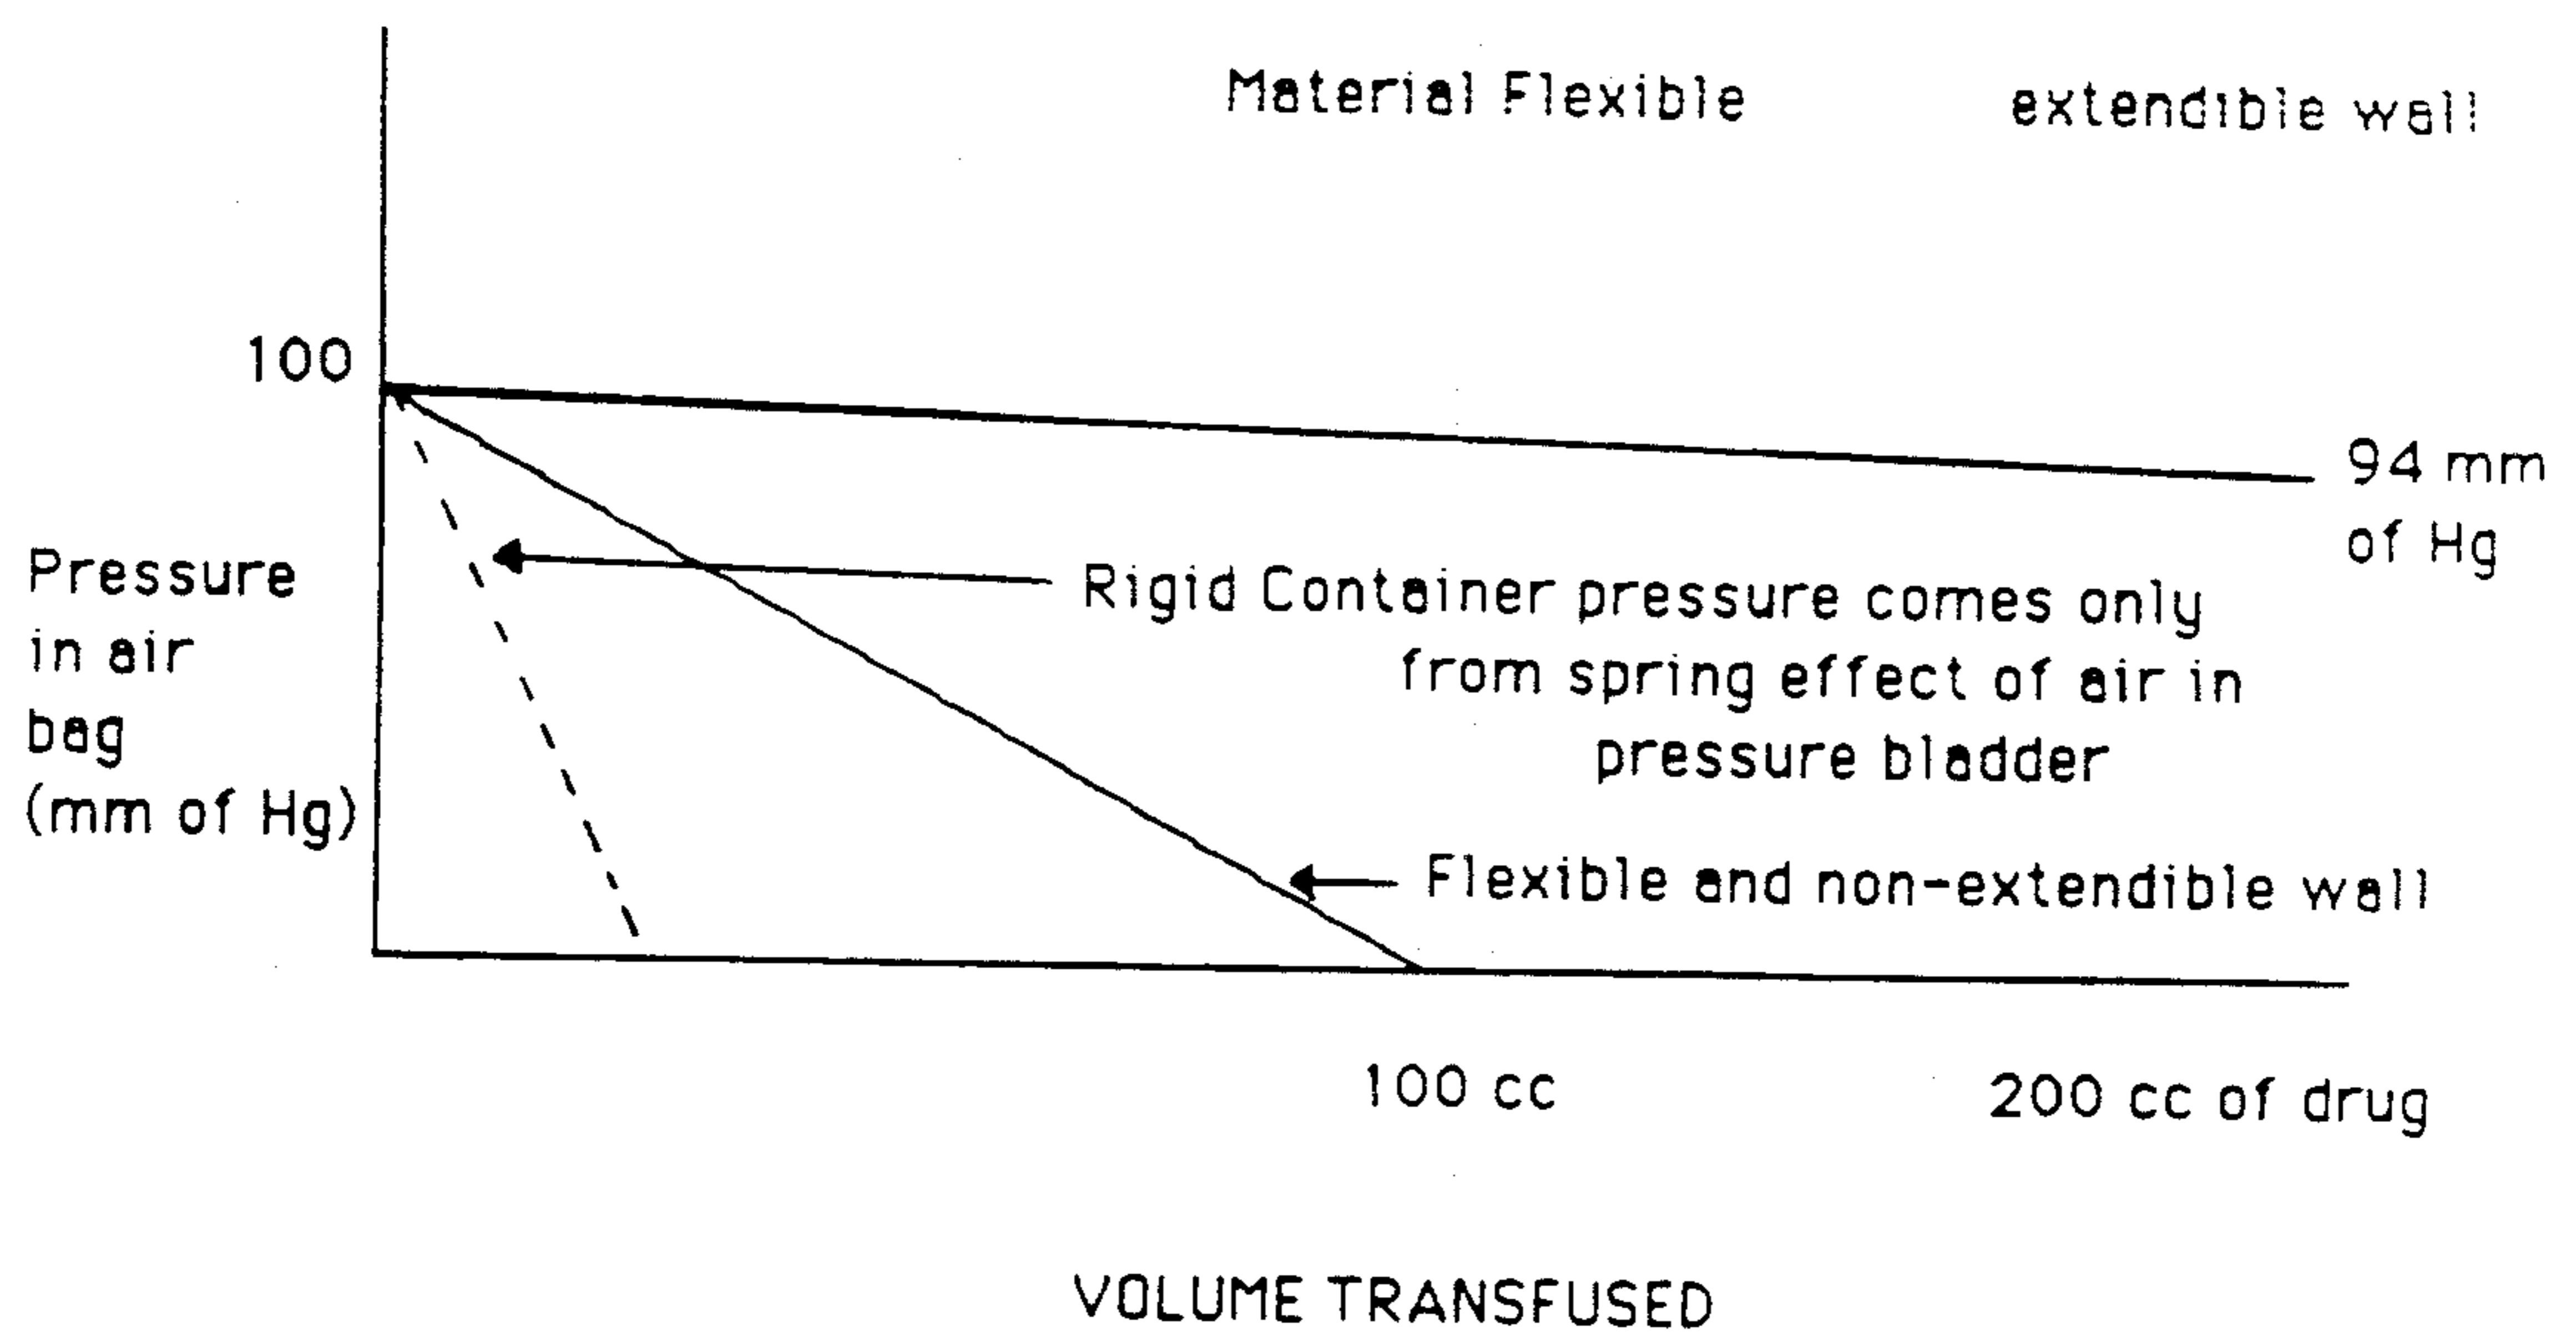 Material Flexible extendible wall
100
94 mm
of Hg
Pressure
in air
bag
(mm of Hg)
Rigid Container pressure comes only
from spring effect of air in
pressure bladder
Flexible and non-extendible wall
100 cc
200 cc of drug
VOLUME TRANSFUSED